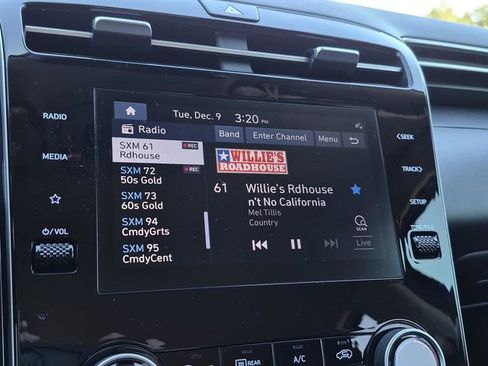 Tue, Dec. 9 3:20 PM
Radio Band Enter Channel Menu
SXM 61 REC
Rdhouse
SXM 72 REC
50s Gold
SXM 73
60s Gold
SXM 94
CmdyGrts
SXM 95
CmdyCent
WILLIE'S
ROADHOUSE
61 Willie's Rdhouse
n't No California
Mel Tillis
Country
SCAN
Live
RADIO
MEDIA
/VOL
SEEK
TRACK
SETUP
REAR
A/C